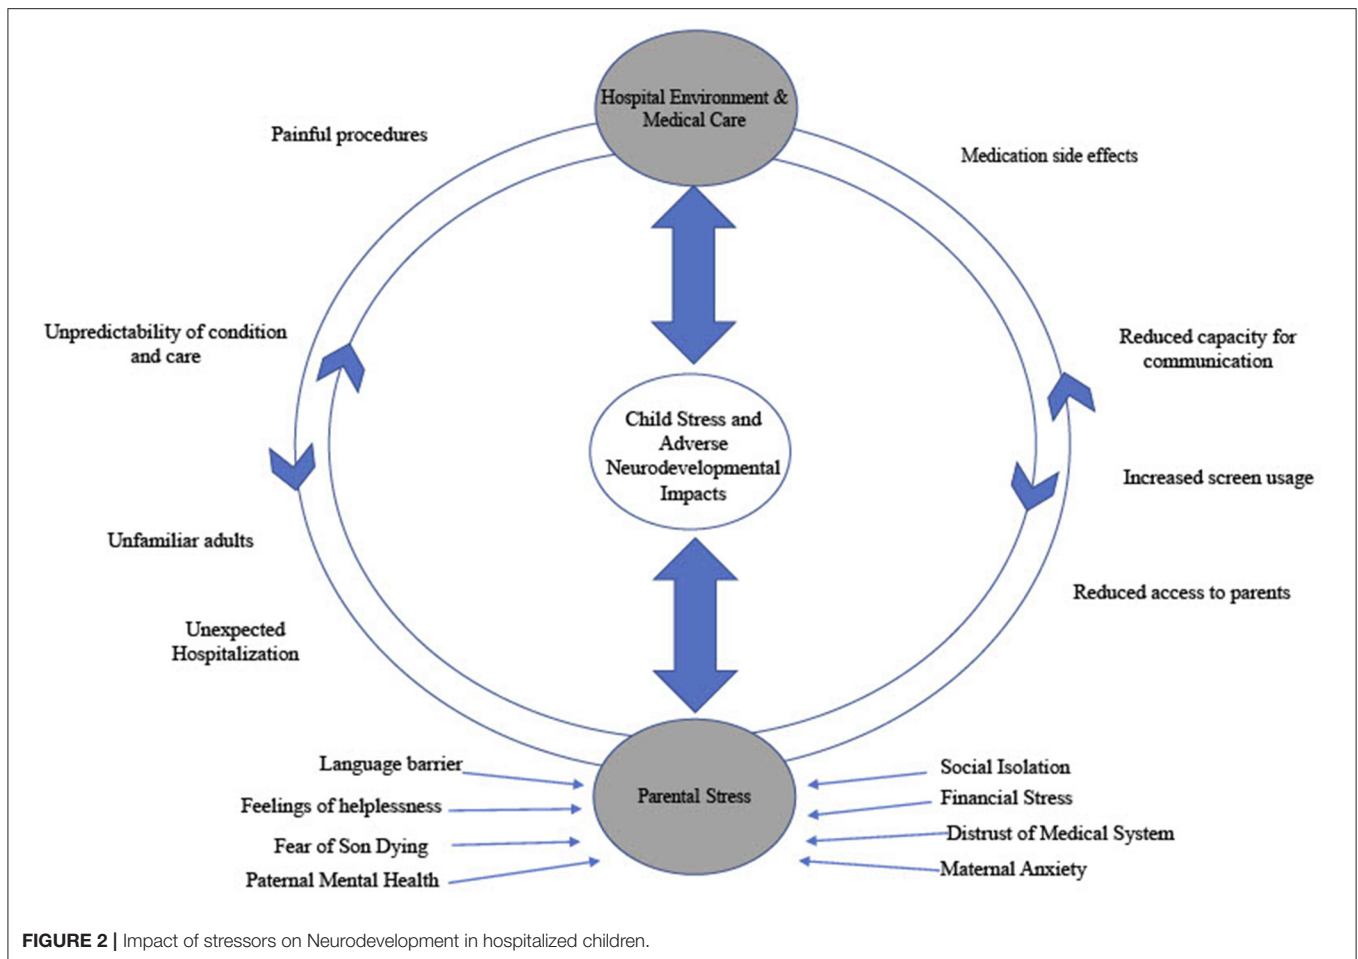 Hospital Environment &
Medical Care
Painful procedures
Medication side effects
Unpredictability of condition
and care
Reduced capacity for
communication
Child Stress and
Adverse
Neurodevelopmental
Impacts
Increased screen usage
Unfamiliar adults
Reduced access to parents
Unexpected
Hospitalization
Language barrier
Feelings of helplessness
Fear of Son Dying
Paternal Mental Health
Parental Stress
Social Isolation
Financial Stress
Distrust of Medical System
Maternal Anxiety
FIGURE 2 | Impact of stressors on Neurodevelopment in hospitalized children.